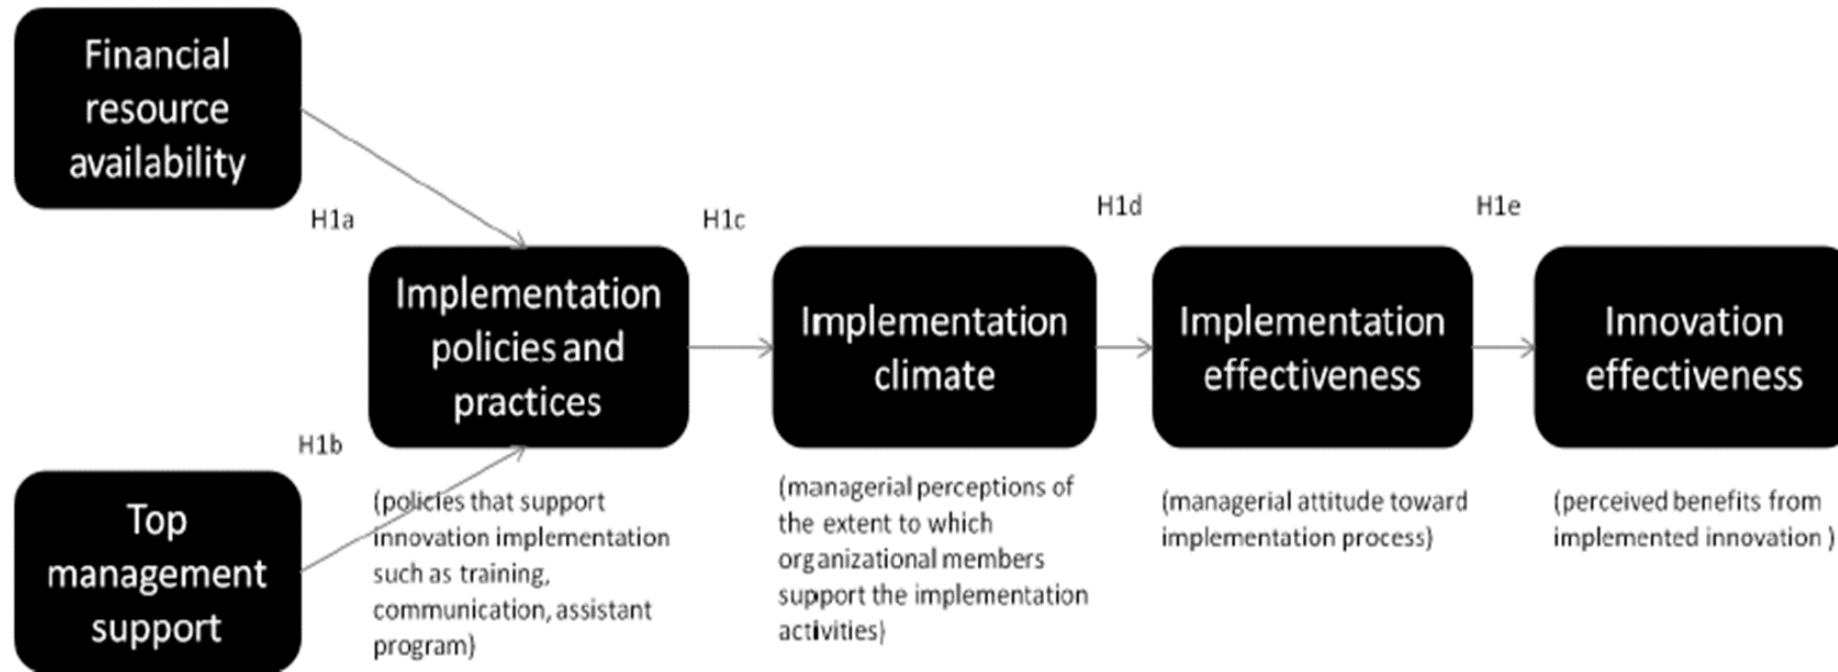 Financial
resource
availability
H1a
H1c
H1d
H1e
Implementation
policies and
practices
Implementation
climate
Implementation
effectiveness
Innovation
effectiveness
H1b
Top
management
support
(policies that support
innovation implementation
such as training,
communication, assistant
program)
(managerial perceptions of
the extent to which
organizational members
support the implementation
activities)
(managerial attitude toward
implementation process)
(perceived benefits from
implemented innovation )